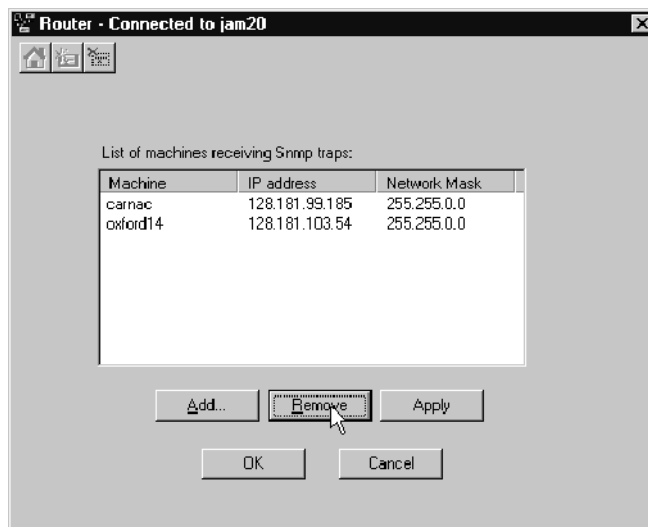 Router - Connected to jam20
List of machines receiving Snmp traps:
Machine IP address Network Mask
carnac 128.181.99.185 255.255.0.0
oxford14 128.181.103.54 255.255.0.0
Add... Remove Apply
OK Cancel